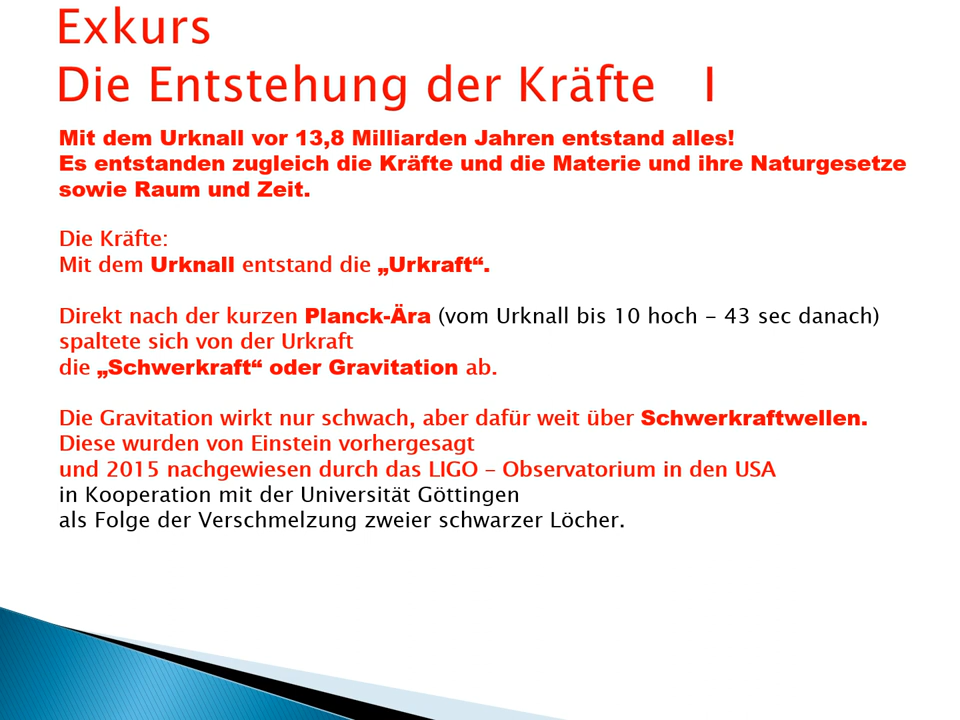 Exkurs
Die Entstehung der Kräfte I
Mit dem Urknall vor 13,8 Milliarden Jahren entstand alles!
Es entstanden zugleich die Kräfte und die Materie und ihre Naturgesetze
sowie Raum und Zeit.
Die Kräfte:
Mit dem Urknall entstand die „Urkraft“.
Direkt nach der kurzen Planck-Ära (vom Urknall bis 10 hoch - 43 sec danach)
spaltete sich von der Urkraft
die „Schwerkraft“ oder Gravitation ab.
Die Gravitation wirkt nur schwach, aber dafür weit über Schwerkraftwellen.
Diese wurden von Einstein vorhergesagt
und 2015 nachgewiesen durch das LIGO – Observatorium in den USA
in Kooperation mit der Universität Göttingen
als Folge der Verschmelzung zweier schwarzer Löcher.